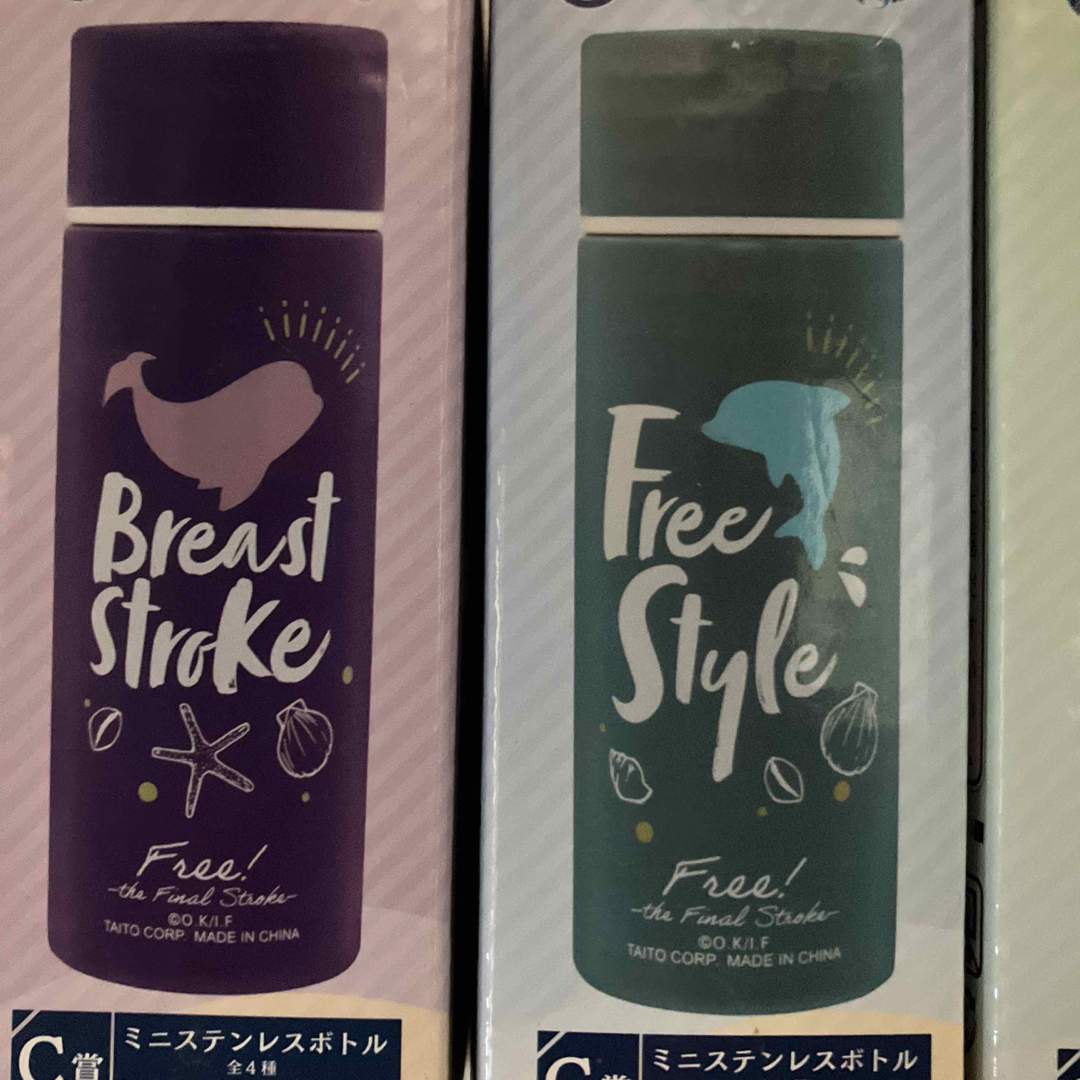 Breast
Stroke
Free!
-the Final Stroke-
©O.K/I.F
TAITO CORP. MADE IN CHINA
C賞
ミニステンレスボトル
全4種
Free
Style
Free!
-the Final Stroke-
©O.K/I.F
TAITO CORP. MADE IN CHINA
C賞
ミニステンレスボトル